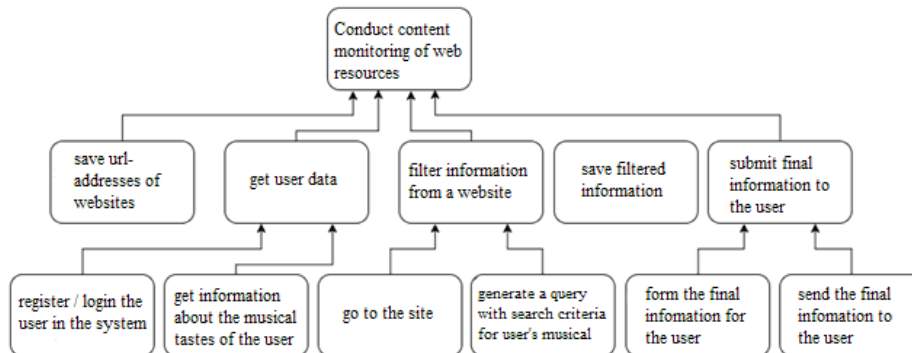 Conduct content
monitoring of web
resources
save url-
addresses of
websites
get user data
filter information
from a website
save filtered
information
submit final
information to
the user
register / login the
user in the system
get information
about the musical
tastes of the user
go to the site
generate a query
with search criteria
for user's musical
form the final
infomation for
the user
send the final
infomation to
the user